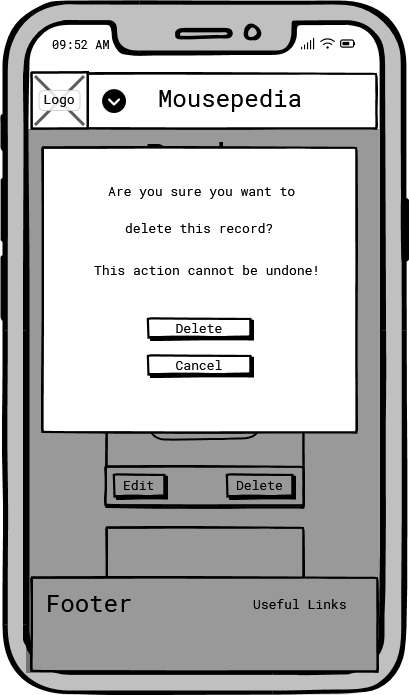 09:52 AM
Logo
Mousepedia
Are you sure you want to
delete this record?
This action cannot be undone!
Delete
Cancel
Edit
Delete
Footer
Useful Links